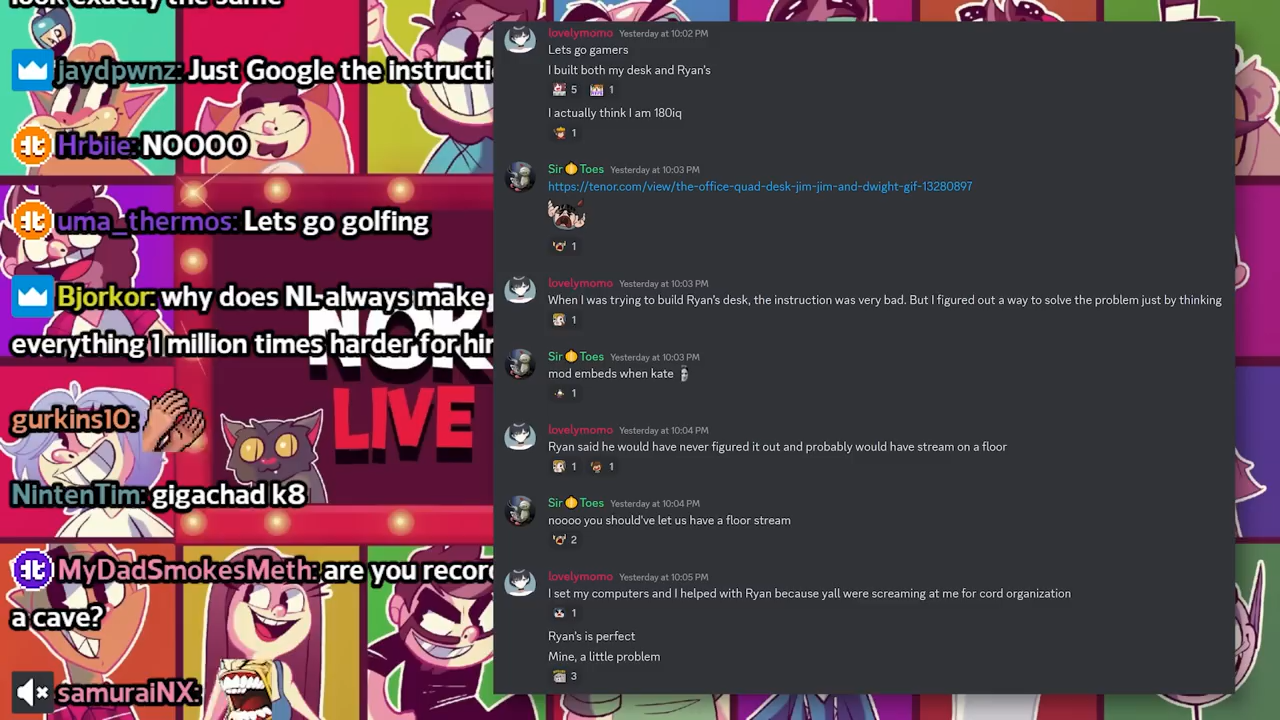 look exactly the same
jaydpwnz: Just Google the instructi
Hrbiie: NOOOO
uma_thermos: Lets go golfing
Bjorkor: why does NL always make
everything 1 million times harder for hir
gurkins10:
NintenTim: gigachad k8
MyDadSmokesMeth: are you recor
a cave?
samuraiNX:
NOR
LIVE
lovelymomo Yesterday at 10:02 PM
Lets go gamers
I built both my desk and Ryan's
5 1
I actually think I am 180iq
1
Sir Toes Yesterday at 10:03 PM
https://tenor.com/view/the-office-quad-desk-jim-jim-and-dwight-gif-13280897
1
lovelymomo Yesterday at 10:03 PM
When I was trying to build Ryan's desk, the instruction was very bad. But I figured out a way to solve the problem just by thinking
1
Sir Toes Yesterday at 10:03 PM
mod embeds when kate
1
lovelymomo Yesterday at 10:04 PM
Ryan said he would have never figured it out and probably would have stream on a floor
1 1
Sir Toes Yesterday at 10:04 PM
noooo you should've let us have a floor stream
2
lovelymomo Yesterday at 10:05 PM
I set my computers and I helped with Ryan because yall were screaming at me for cord organization
1
Ryan's is perfect
Mine, a little problem
3